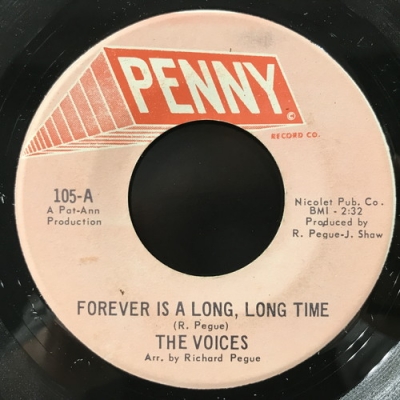 PENNY
©
RECORD CO.
105-A
A Pat-Ann
Production
Nicolet Pub. Co.
BMI - 2:32
Produced by
R. Pegue-J. Shaw
FOREVER IS A LONG, LONG TIME
(R. Pegue)
THE VOICES
Arr. by Richard Pegue